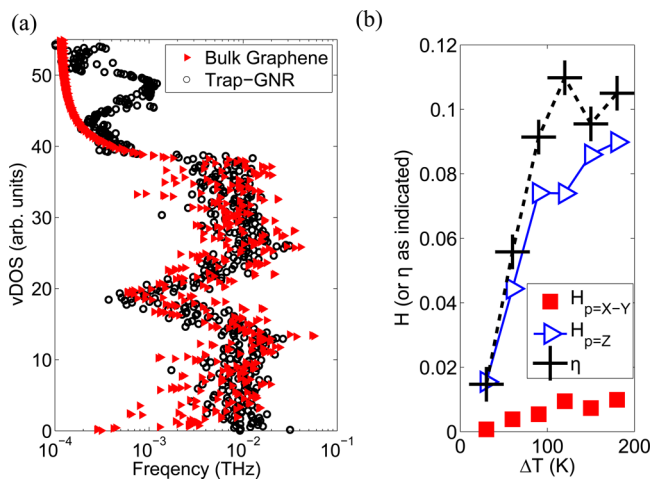 (a)
Bulk Graphene
Trap-GNR
vDOS (arb. units)
50
40
30
20
10
0
10⁻⁴
10⁻³
10⁻²
10⁻¹
Freqency (THz)
(b)
H (or η as indicated)
0.12
0.1
0.08
0.06
0.04
0.02
0
H_{p=X-Y}
H_{p=Z}
η
0
100
200
ΔT (K)